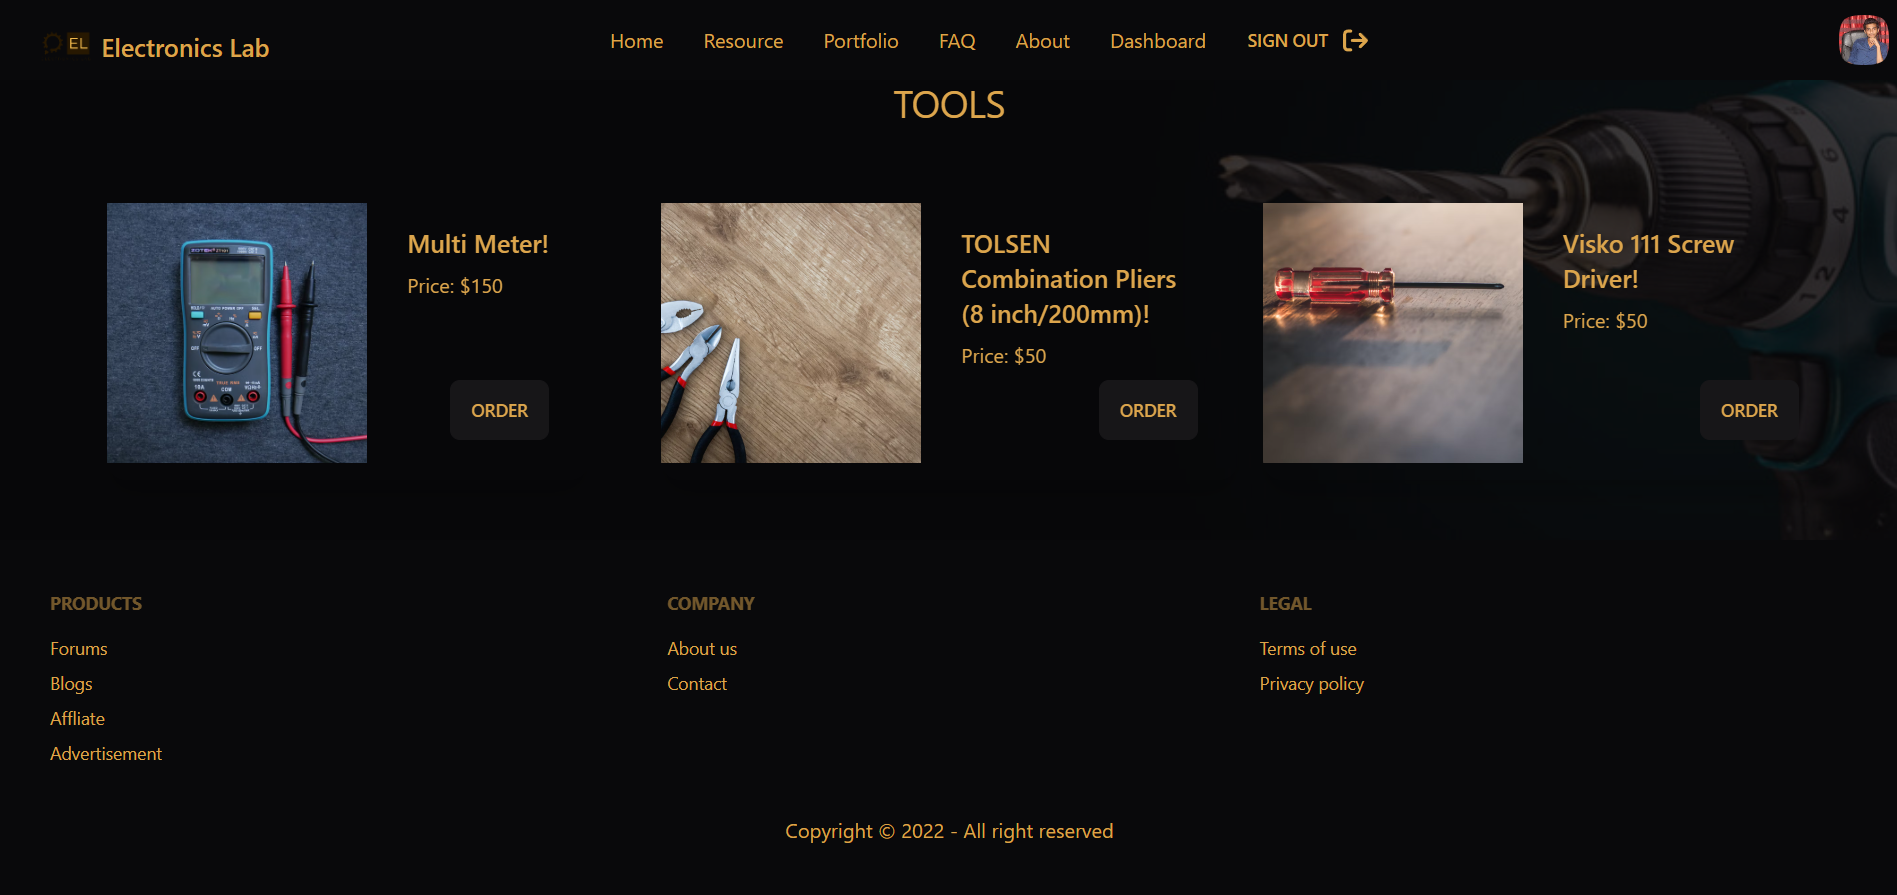 EL Electronics Lab
Home Resource Portfolio FAQ About Dashboard SIGN OUT
TOOLS
Multi Meter!
Price: $150
ORDER
TOLSEN
Combination Pliers
(8 inch/200mm)!
Price: $50
ORDER
Visko 111 Screw
Driver!
Price: $50
ORDER
PRODUCTS
Forums
Blogs
Affliate
Advertisement
COMPANY
About us
Contact
LEGAL
Terms of use
Privacy policy
Copyright © 2022 - All right reserved